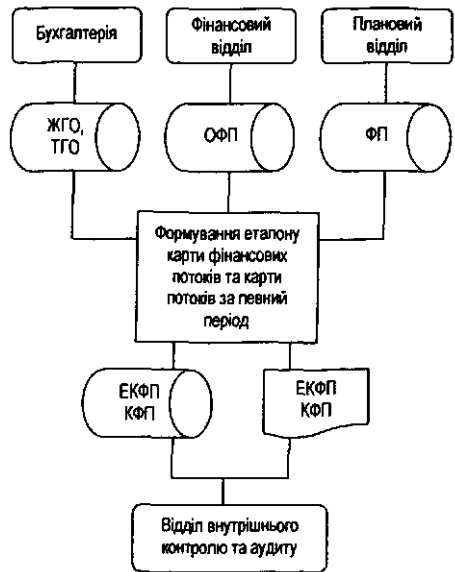 Бухгалтерія
Фінансовий
відділ
Плановий
відділ
ЖГО,
ТГО
ОФП
ФП
Формування еталону
карти фінансових
потоків та карти
потоків за певний
період
ЕКФП
КФП
ЕКФП
КФП
Відділ внутрішнього
контролю та аудиту